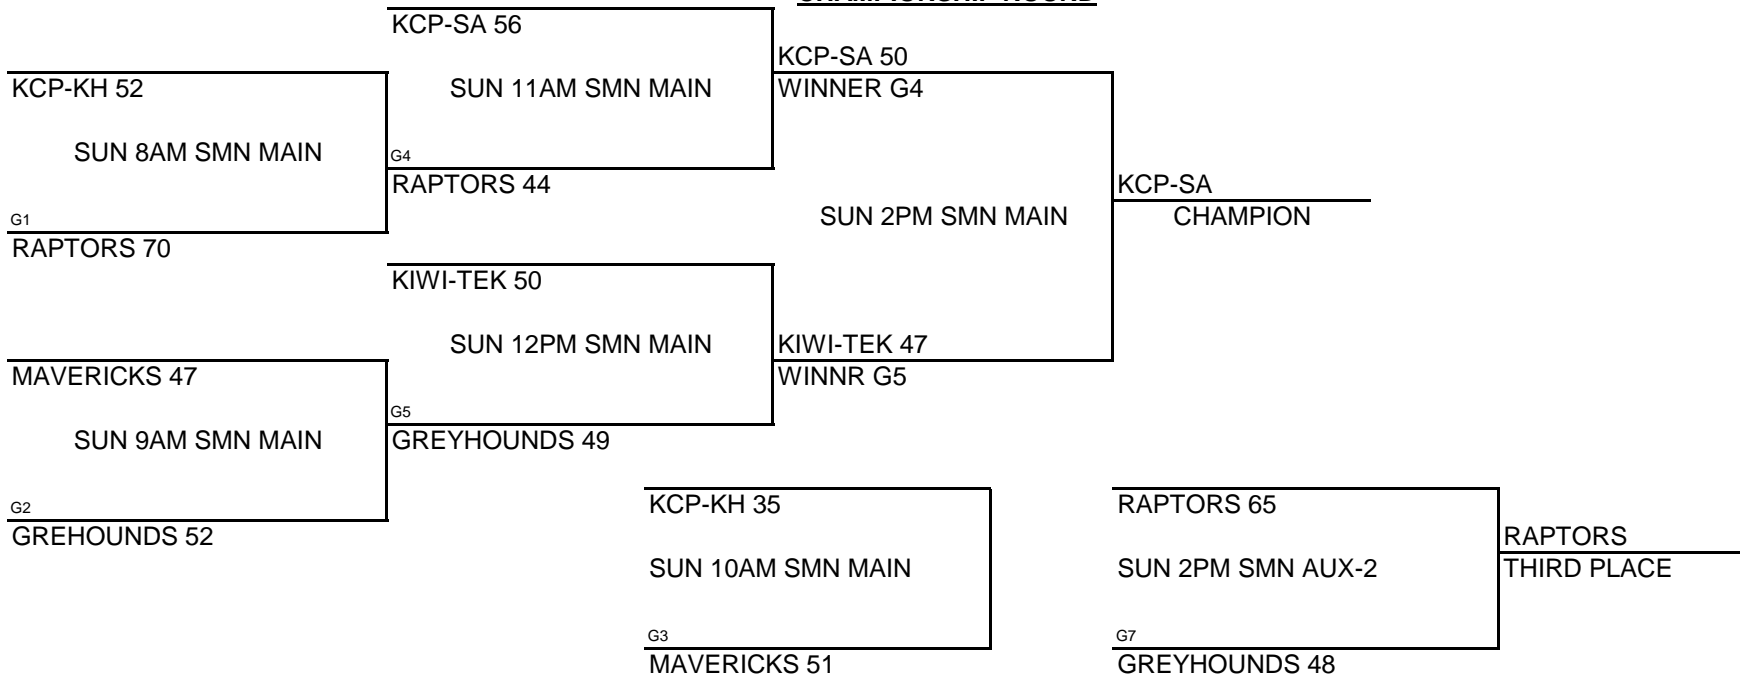 CHAMPIONSHIP ROUND
KCP-SA 56
KCP-SA 50
KCP-KH 52
SUN 11AM SMN MAIN
WINNER G4
SUN 8AM SMN MAIN
G4
RAPTORS 44
KCP-SA
G1
SUN 2PM SMN MAIN
CHAMPION
RAPTORS 70
KIWI-TEK 50
SUN 12PM SMN MAIN
KIWI-TEK 47
MAVERICKS 47
WINNR G5
G5
SUN 9AM SMN MAIN
GREYHOUNDS 49
G2
KCP-KH 35
RAPTORS 65
GREHOUNDS 52
RAPTORS
SUN 10AM SMN MAIN
SUN 2PM SMN AUX-2
THIRD PLACE
G3
G7
MAVERICKS 51
GREYHOUNDS 48